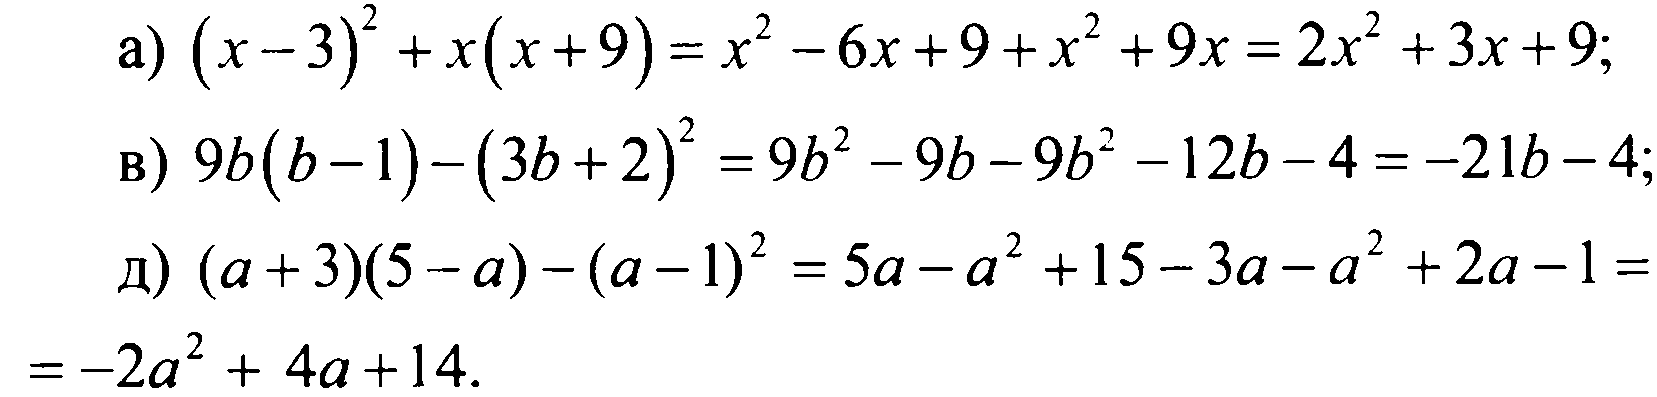 а) (x − 3)² + x(x + 9) = x² − 6x + 9 + x² + 9x = 2x² + 3x + 9;
в) 9b(b − 1) − (3b + 2)² = 9b² − 9b − 9b² − 12b − 4 = −21b − 4;
д) (a + 3)(5 − a) − (a − 1)² = 5a − a² + 15 − 3a − a² + 2a − 1 =
= −2a² + 4a + 14.